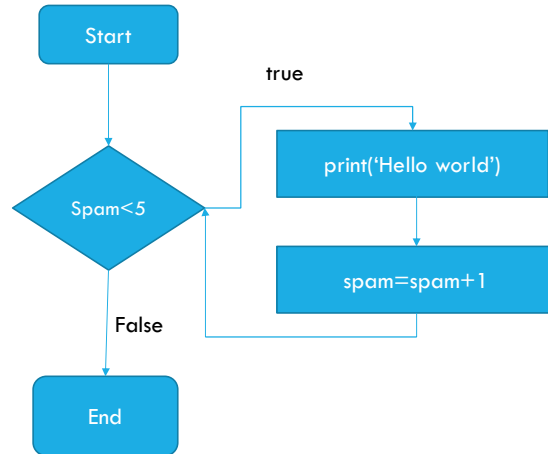 Start
true
print(‘Hello world’)
Spam<5
spam=spam+1
False
End